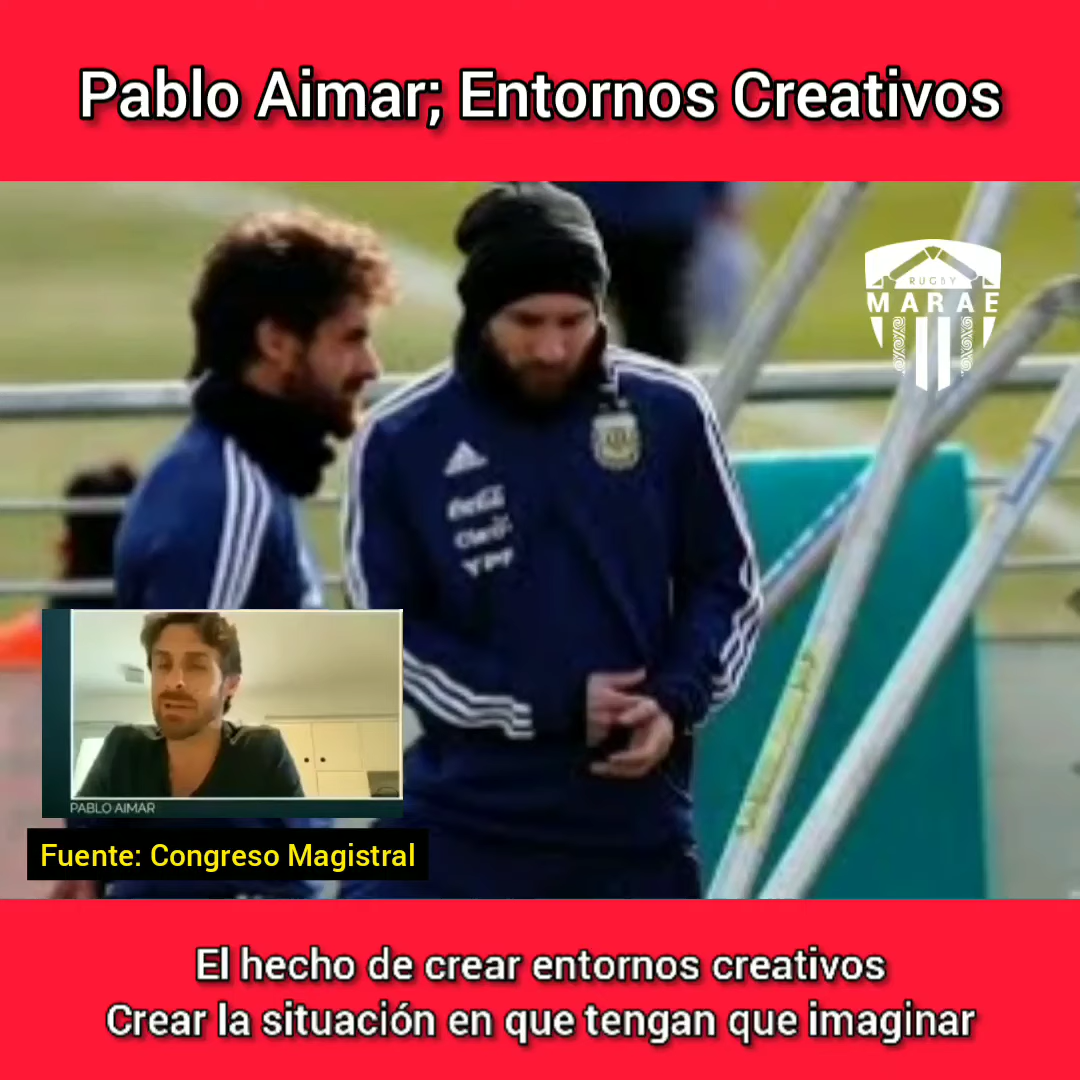 Pablo Aimar; Entornos Creativos
RUGBY
MARAE
Coca-Cola
Claro
YPF
PABLO AIMAR
Fuente: Congreso Magistral
El hecho de crear entornos creativos
Crear la situación en que tengan que imaginar